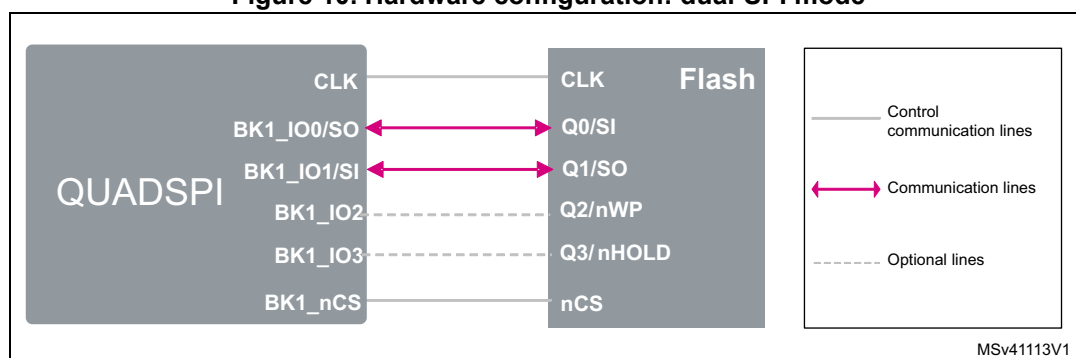 Figure 10. Hardware configuration: dual-SPI mode
QUADSPI
CLK
BK1_IO0/SO
BK1_IO1/SI
BK1_IO2
BK1_IO3
BK1_nCS
Flash
CLK
Q0/SI
Q1/SO
Q2/nWP
Q3/nHOLD
nCS
Control
communication lines
Communication lines
Optional lines
MSv41113V1